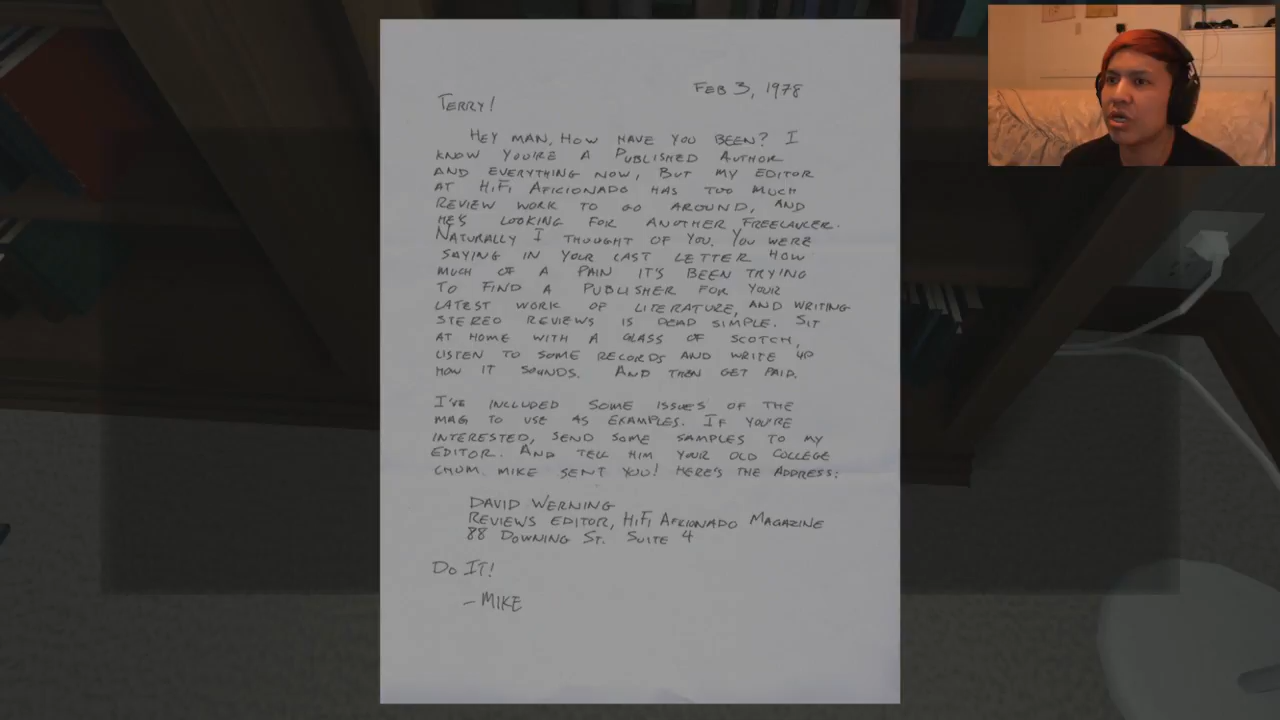 FEB 3, 1978
TERRY!
HEY MAN, HOW HAVE YOU BEEN? I
KNOW YOU'RE A PUBLISHED AUTHOR
AND EVERYTHING NOW, BUT MY EDITOR
AT HIFI AFICIONADO HAS TOO MUCH
REVIEW WORK TO GO AROUND, AND
HE'S LOOKING FOR ANOTHER FREELANCER.
NATURALLY I THOUGHT OF YOU. YOU WERE
SAYING IN YOUR LAST LETTER HOW
MUCH OF A PAIN IT'S BEEN TRYING
TO FIND A PUBLISHER FOR YOUR
LATEST WORK OF LITERATURE, AND WRITING
STEREO REVIEWS IS DEAD SIMPLE. SIT
AT HOME WITH A GLASS OF SCOTCH,
LISTEN TO SOME RECORDS AND WRITE UP
HOW IT SOUNDS. AND THEN GET PAID.
I'VE INCLUDED SOME ISSUES OF THE
MAG TO USE AS EXAMPLES. IF YOU'RE
INTERESTED, SEND SOME SAMPLES TO MY
EDITOR. AND TELL HIM YOUR OLD COLLEGE
CHUM MIKE SENT YOU! HERE'S THE ADDRESS:
DAVID WERNING
REVIEWS EDITOR, HIFI AFICIONADO MAGAZINE
88 DOWNING ST. SUITE 4
DO IT!
- MIKE